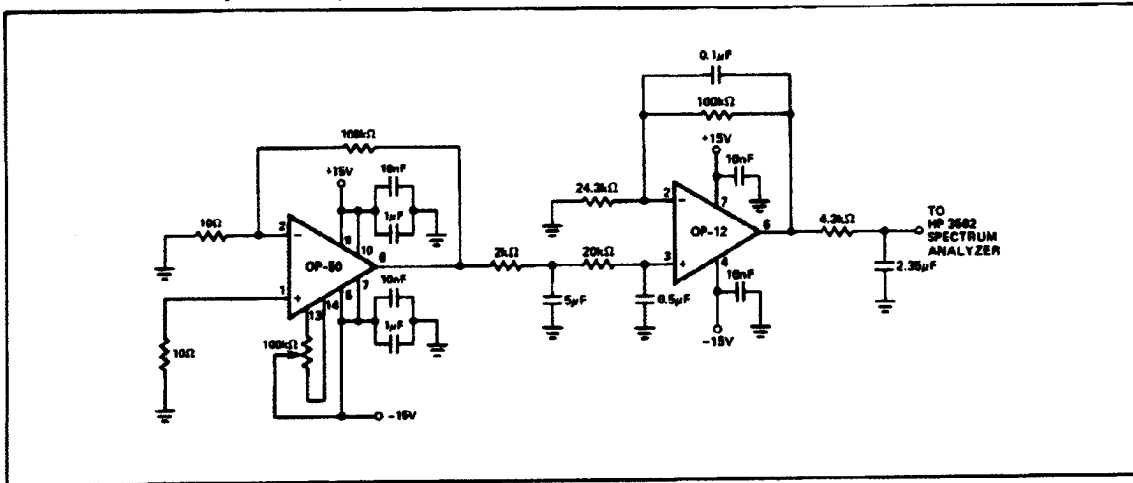 0.1µF
100kΩ
100kΩ
+15V
10nF
1µF
+15V
10nF
24.3kΩ
10Ω
2
-
9
10
OP-50
8
2
-
7
OP-12
6
4.3kΩ
TO
HP 3582
SPECTRUM
ANALYZER
2kΩ
20kΩ
1
+
13
14
6
7
10nF
1µF
3
+
4
10nF
5µF
0.5µF
2.35µF
10Ω
100kΩ
-15V
-15V